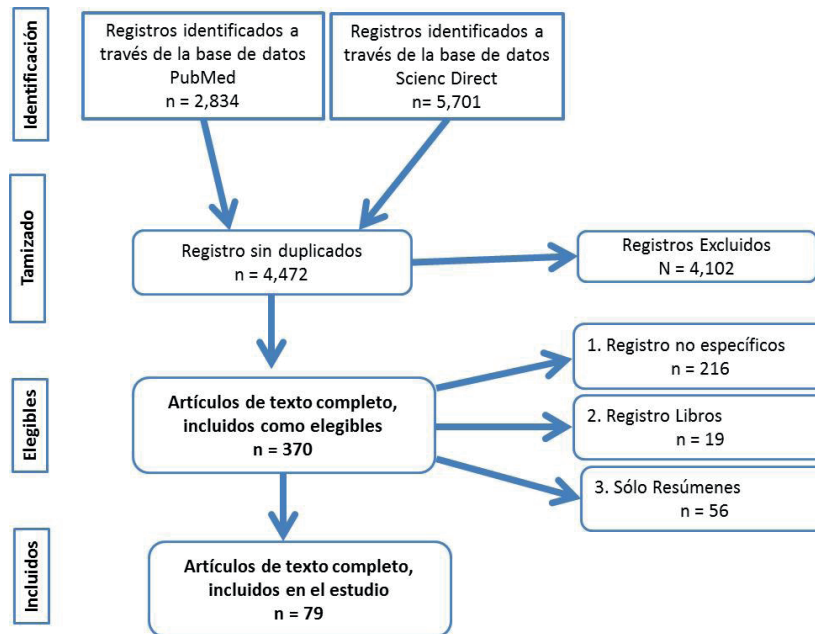 Identificación
Registros identificados a
través de la base de datos
PubMed
n = 2,834
Registros identificados a
través de la base de datos
Scienc Direct
n= 5,701
Tamizado
Registro sin duplicados
n = 4,472
Registros Excluidos
N = 4,102
Elegibles
Artículos de texto completo,
incluidos como elegibles
n = 370
1. Registro no específicos
n = 216
2. Registro Libros
n = 19
3. Sólo Resúmenes
n = 56
Incluidos
Artículos de texto completo,
incluidos en el estudio
n = 79